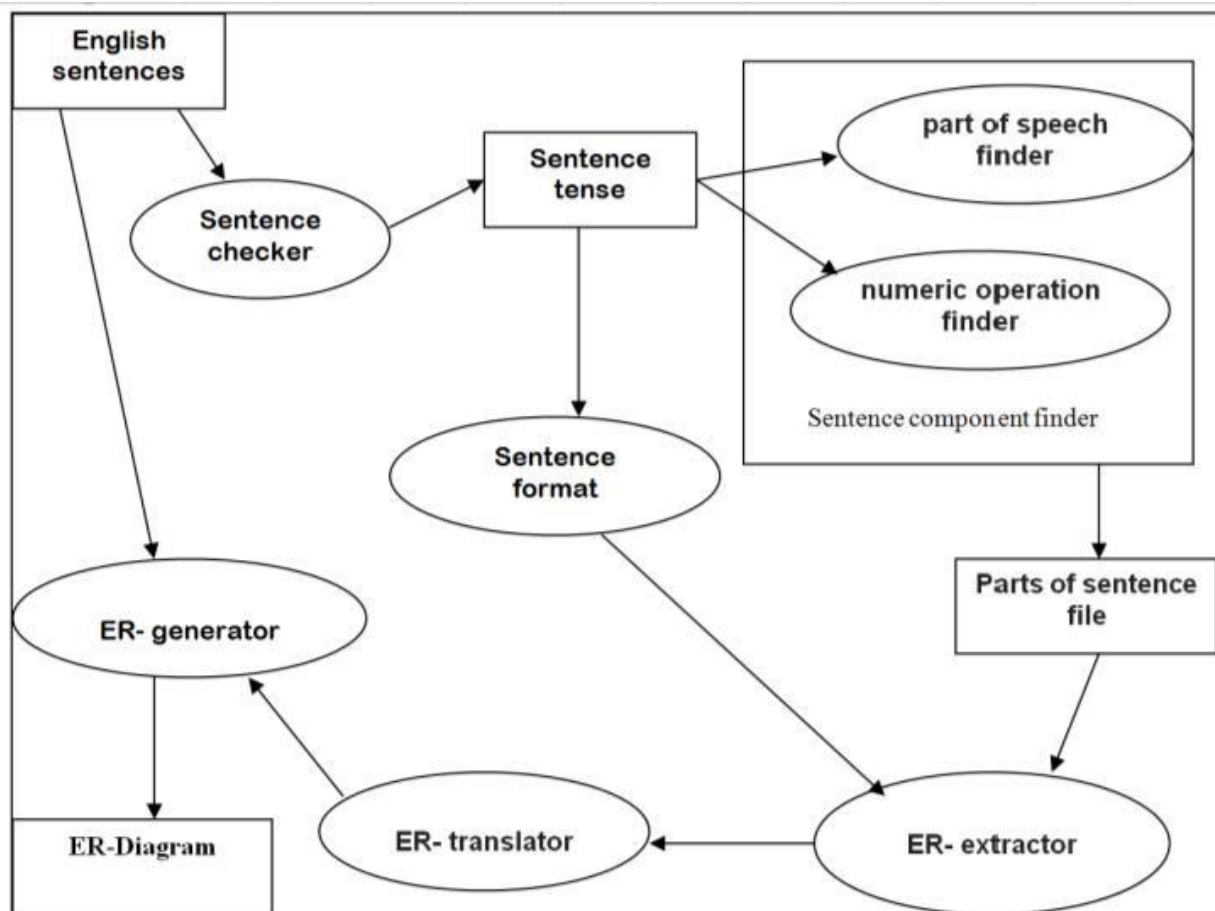 English
sentences
Sentence
checker
Sentence
tense
part of speech
finder
numeric operation
finder
Sentence component finder
Sentence
format
Parts of sentence
file
ER- generator
ER-Diagram
ER- translator
ER- extractor